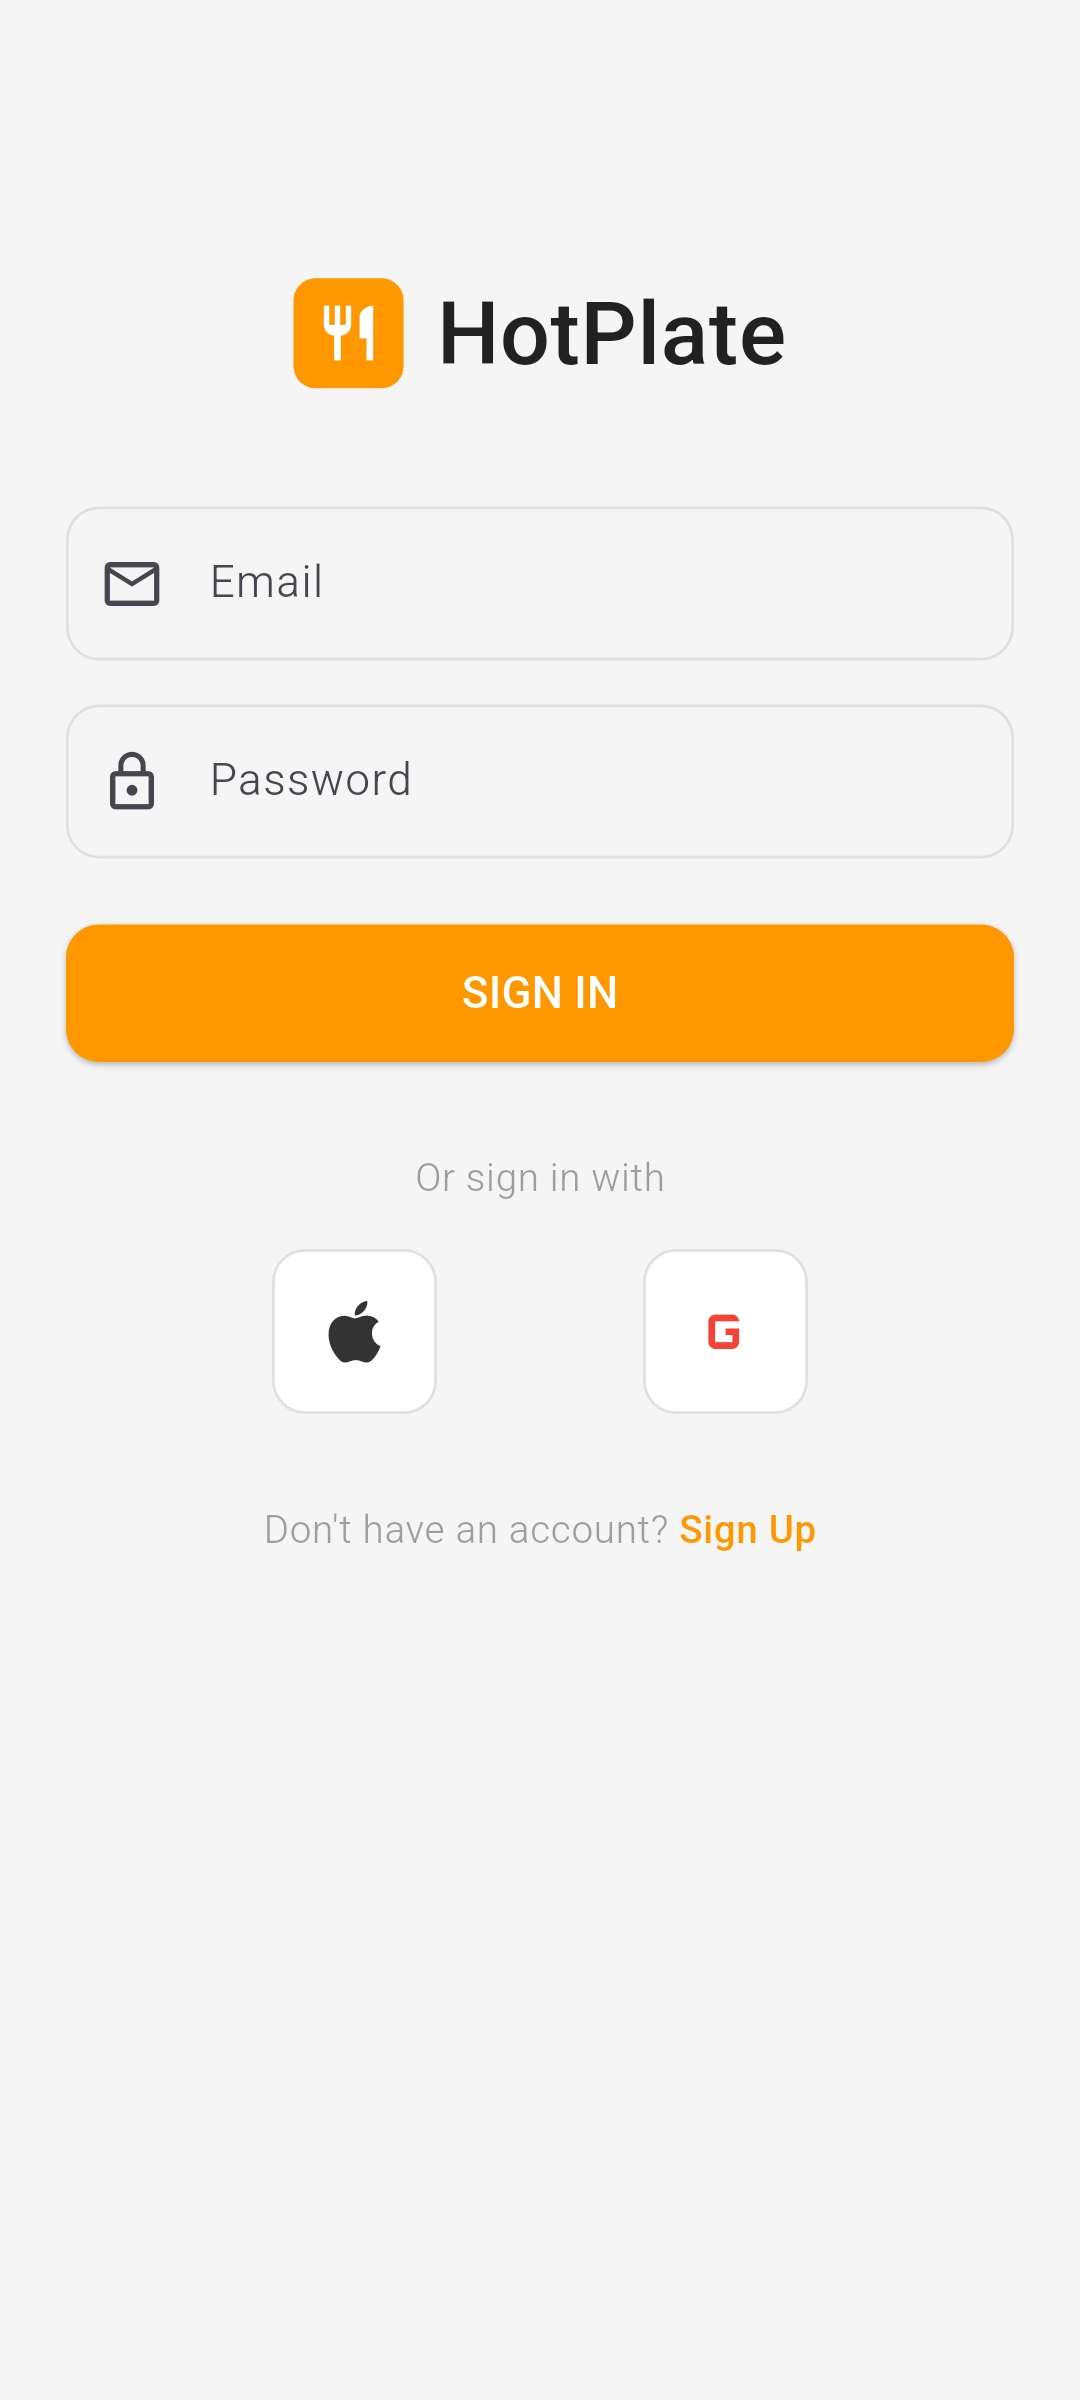 HotPlate
Email
Password
SIGN IN
Or sign in with
G
Don't have an account? Sign Up